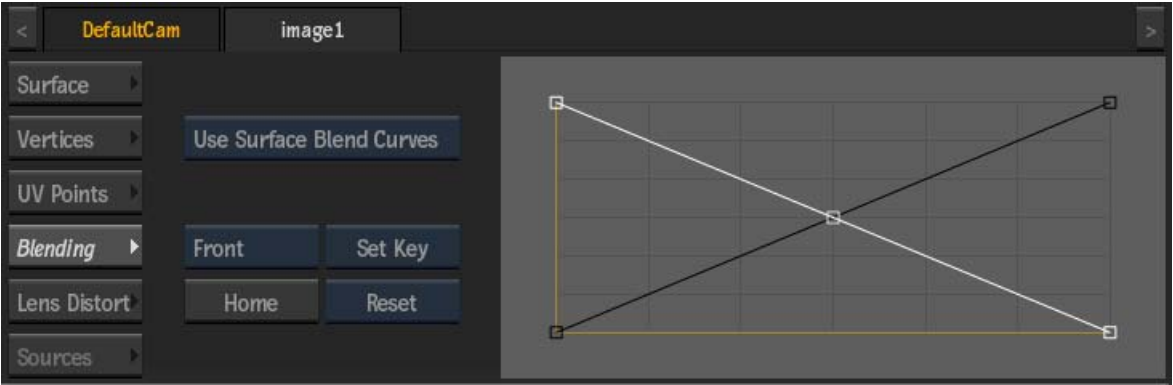 < DefaultCam image1 >
Surface
Vertices Use Surface Blend Curves
UV Points
Blending Front Set Key
Lens Distort Home Reset
Sources